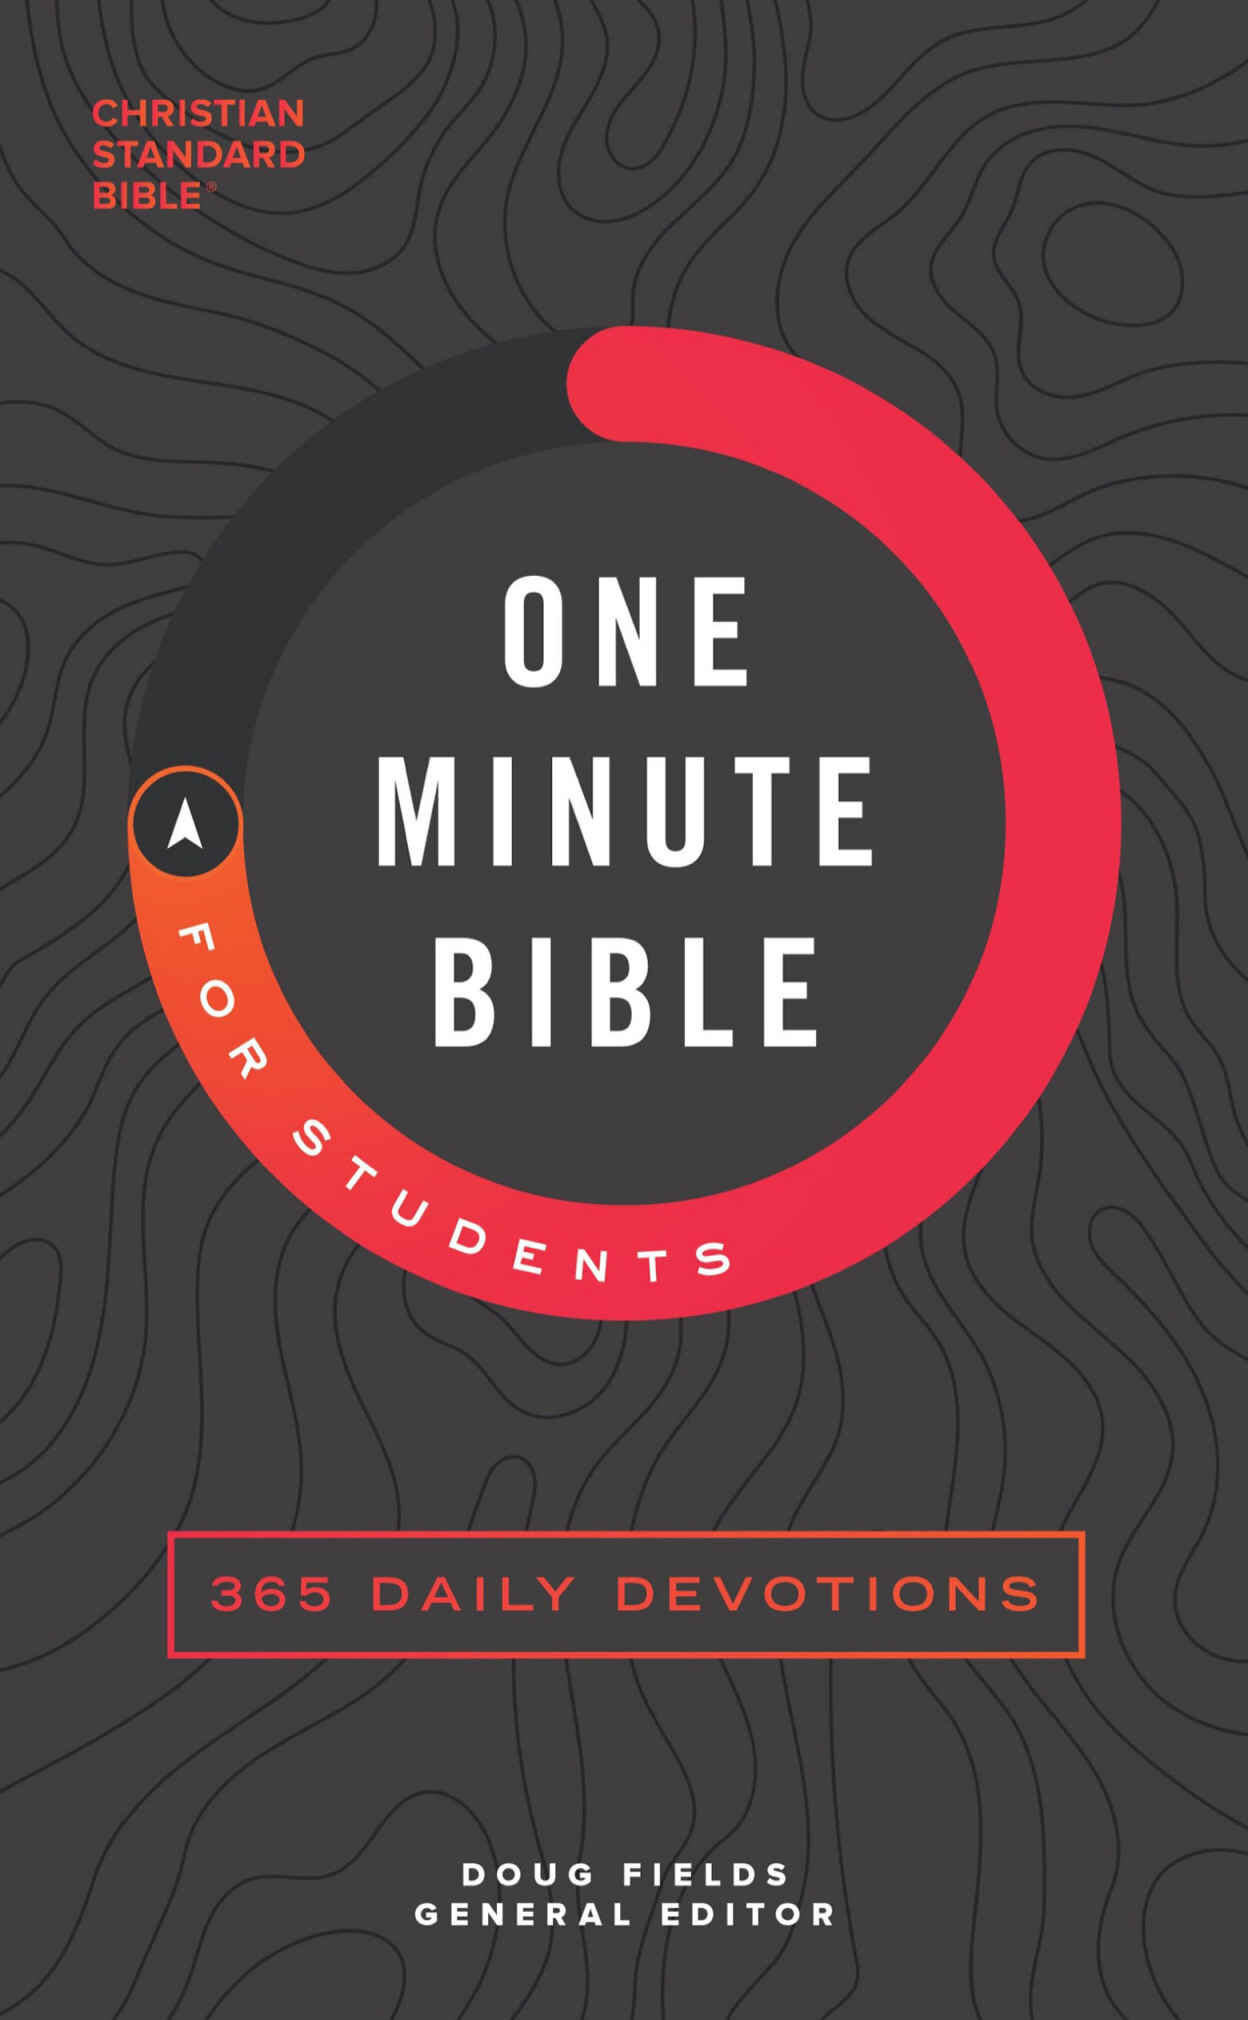 CHRISTIAN
STANDARD
BIBLE®
ONE
MINUTE
BIBLE
FOR STUDENTS
365 DAILY DEVOTIONS
DOUG FIELDS
GENERAL EDITOR